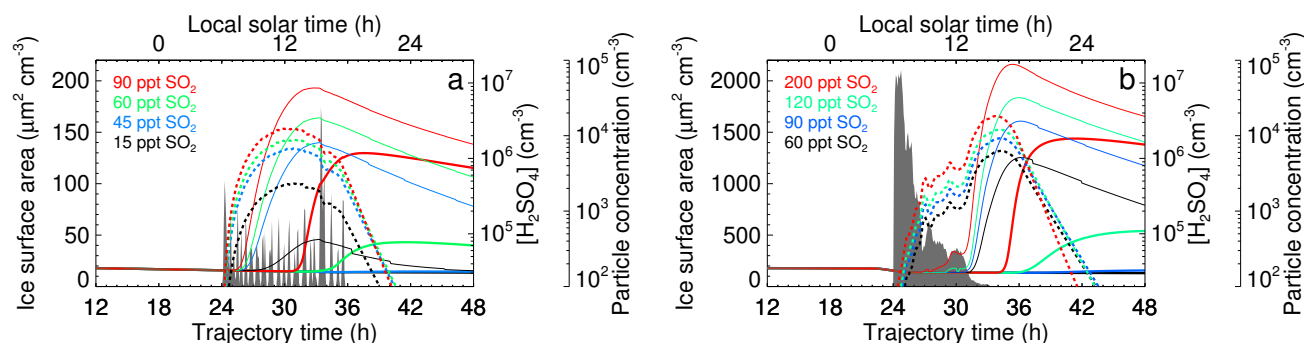 Local solar time (h)
0 12 24
Ice surface area (µm² cm⁻³)
200
150
100
50
0
90 ppt SO₂
60 ppt SO₂
45 ppt SO₂
15 ppt SO₂
a
10⁷
10⁶
10⁵
[H₂SO₄] (cm⁻³)
10⁵
10⁴
10³
10²
Particle concentration (cm⁻³)
12 18 24 30 36 42 48
Trajectory time (h)
Local solar time (h)
0 12 24
Ice surface area (µm² cm⁻³)
2000
1500
1000
500
0
200 ppt SO₂
120 ppt SO₂
90 ppt SO₂
60 ppt SO₂
b
10⁷
10⁶
10⁵
[H₂SO₄] (cm⁻³)
10⁵
10⁴
10³
10²
Particle concentration (cm⁻³)
12 18 24 30 36 42 48
Trajectory time (h)